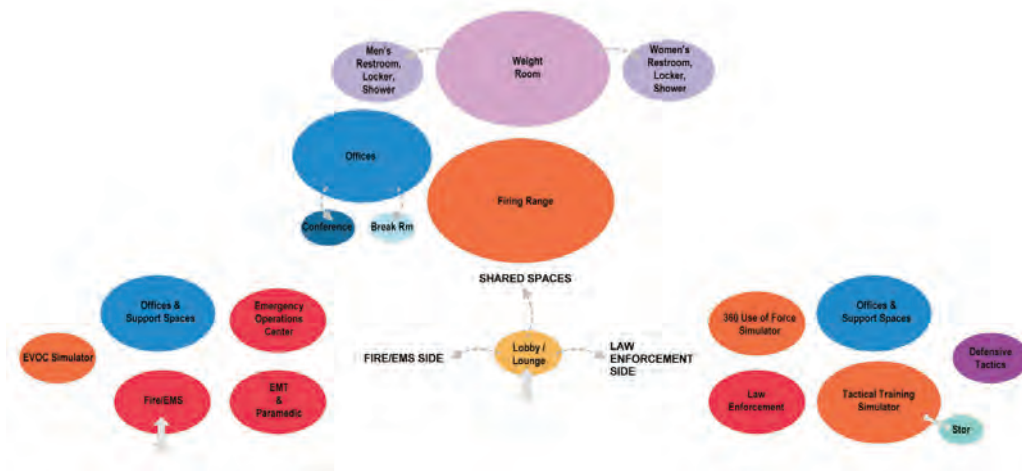 Men's
Restroom,
Locker,
Shower
Weight
Room
Women's
Restroom,
Locker,
Shower
Offices
Conference
Break Rm
Firing Range
SHARED SPACES
Offices &
Support Spaces
Emergency
Operations
Center
EVOC Simulator
Fire/EMS
EMT
&
Paramedic
FIRE/EMS SIDE
Lobby /
Lounge
LAW
ENFORCEMENT
SIDE
360 Use of Force
Simulator
Offices &
Support Spaces
Defensive
Tactics
Law
Enforcement
Tactical Training
Simulator
Stor